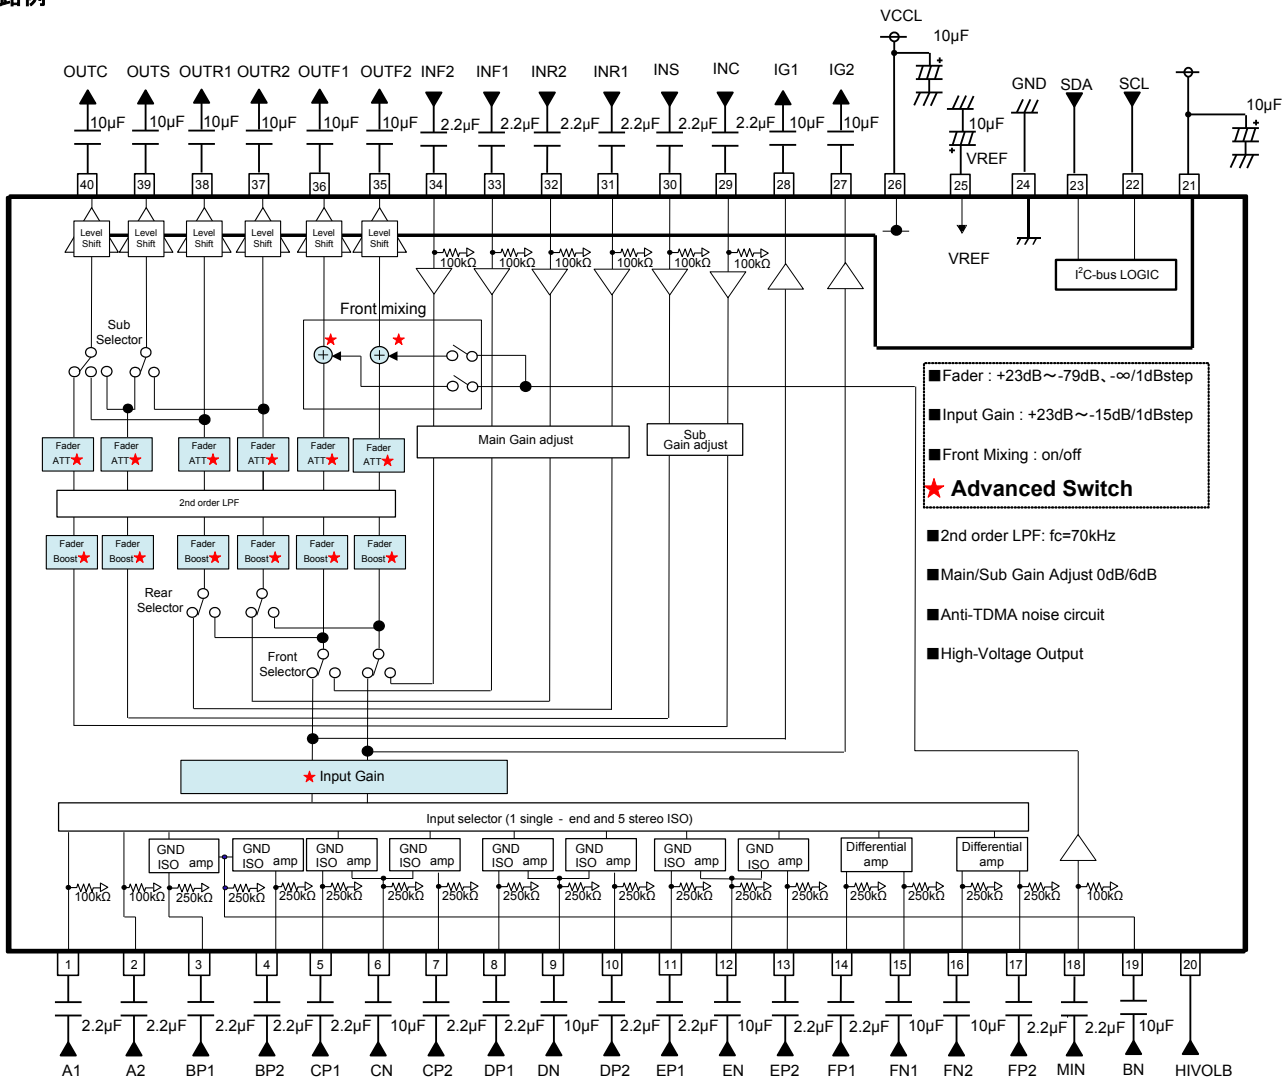 VCCL
10µF
OUTC OUTS OUTR1 OUTR2 OUTF1 OUTF2 INF2 INF1 INR2 INR1 INS INC IG1 IG2
GND SDA SCL
10µF
10µF 10µF 10µF 10µF 10µF 10µF 2.2µF 2.2µF 2.2µF 2.2µF 2.2µF 2.2µF 10µF 10µF
10µF
VREF
40 39 38 37 36 35 34 33 32 31 30 29 28 27 26 25 24 23 22 21
Level Shift
Level Shift
Level Shift
Level Shift
Level Shift
Level Shift
100kΩ 100kΩ 100kΩ 100kΩ 100kΩ 100kΩ
VREF
I²C-bus LOGIC
Front mixing
Sub
Selector
+ +
■Fader : +23dB～-79dB、-∞/1dBstep
■Input Gain : +23dB～-15dB/1dBstep
■Front Mixing : on/off
★ Advanced Switch
Main Gain adjust
Sub
Gain adjust
Fader ATT★
Fader ATT★
Fader ATT★
Fader ATT★
Fader ATT★
Fader ATT★
2nd order LPF
Fader Boost★
Fader Boost★
Fader Boost★
Fader Boost★
Fader Boost★
Fader Boost★
■2nd order LPF: fc=70kHz
■Main/Sub Gain Adjust 0dB/6dB
■Anti-TDMA noise circuit
■High-Voltage Output
Rear
Selector
Front
Selector
★ Input Gain
Input selector (1 single - end and 5 stereo ISO)
GND ISO amp
GND ISO amp
GND ISO amp
GND ISO amp
GND ISO amp
GND ISO amp
GND ISO amp
GND ISO amp
Differential amp
Differential amp
100kΩ 100kΩ 250kΩ 250kΩ 250kΩ 250kΩ 250kΩ 250kΩ 250kΩ 250kΩ 250kΩ 250kΩ 250kΩ 250kΩ 250kΩ 250kΩ 250kΩ 250kΩ 100kΩ
1 2 3 4 5 6 7 8 9 10 11 12 13 14 15 16 17 18 19 20
2.2µF 2.2µF 2.2µF 2.2µF 2.2µF 10µF 2.2µF 2.2µF 10µF 2.2µF 2.2µF 10µF 2.2µF 2.2µF 10µF 10µF 2.2µF 2.2µF 10µF
A1 A2 BP1 BP2 CP1 CN CP2 DP1 DN DP2 EP1 EN EP2 FP1 FN1 FN2 FP2 MIN BN HIVOLB